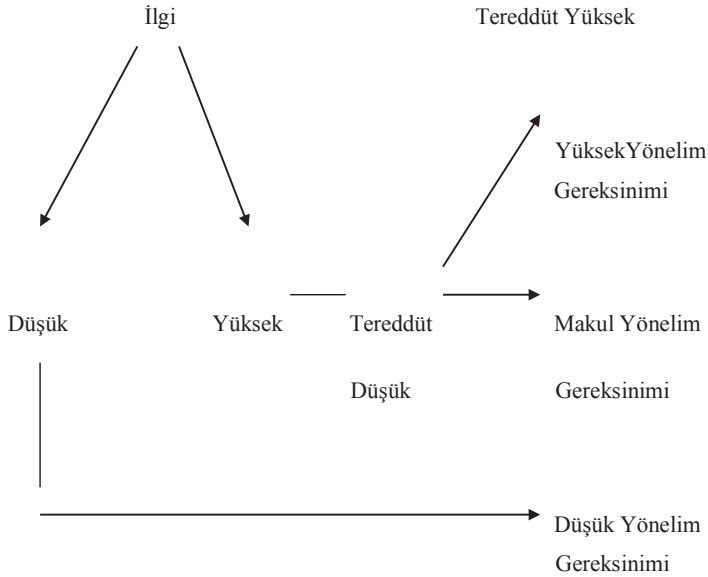 İlgi Tereddüt Yüksek
YüksekYönelim
Gereksinimi
Düşük Yüksek Tereddüt Makul Yönelim
Düşük Gereksinimi
Düşük Yönelim
Gereksinimi